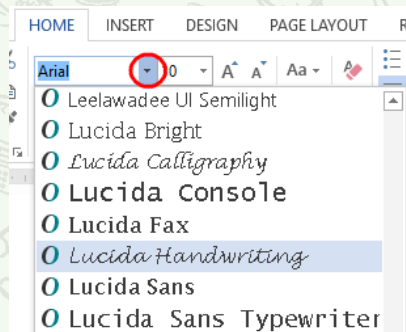 HOME INSERT DESIGN PAGE LAYOUT
Arial A A Aa
O Leelawadee UI Semilight
O Lucida Bright
O Lucida Calligraphy
O Lucida Console
O Lucida Fax
O Lucida Handwriting
O Lucida Sans
O Lucida Sans Typewriter